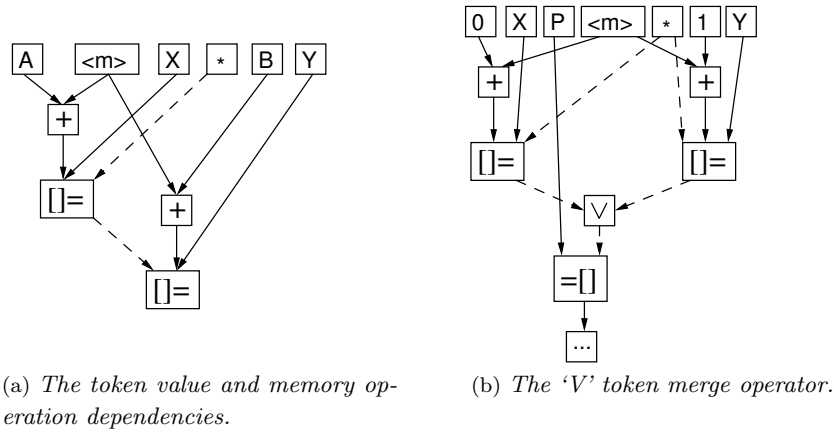 A <m> X * B Y
+
[]=
+
[]=
0 X P <m> * 1 Y
+ +
[]= []=
V
=[]
...
(a) The token value and memory op-
eration dependencies.
(b) The ‘V’ token merge operator.